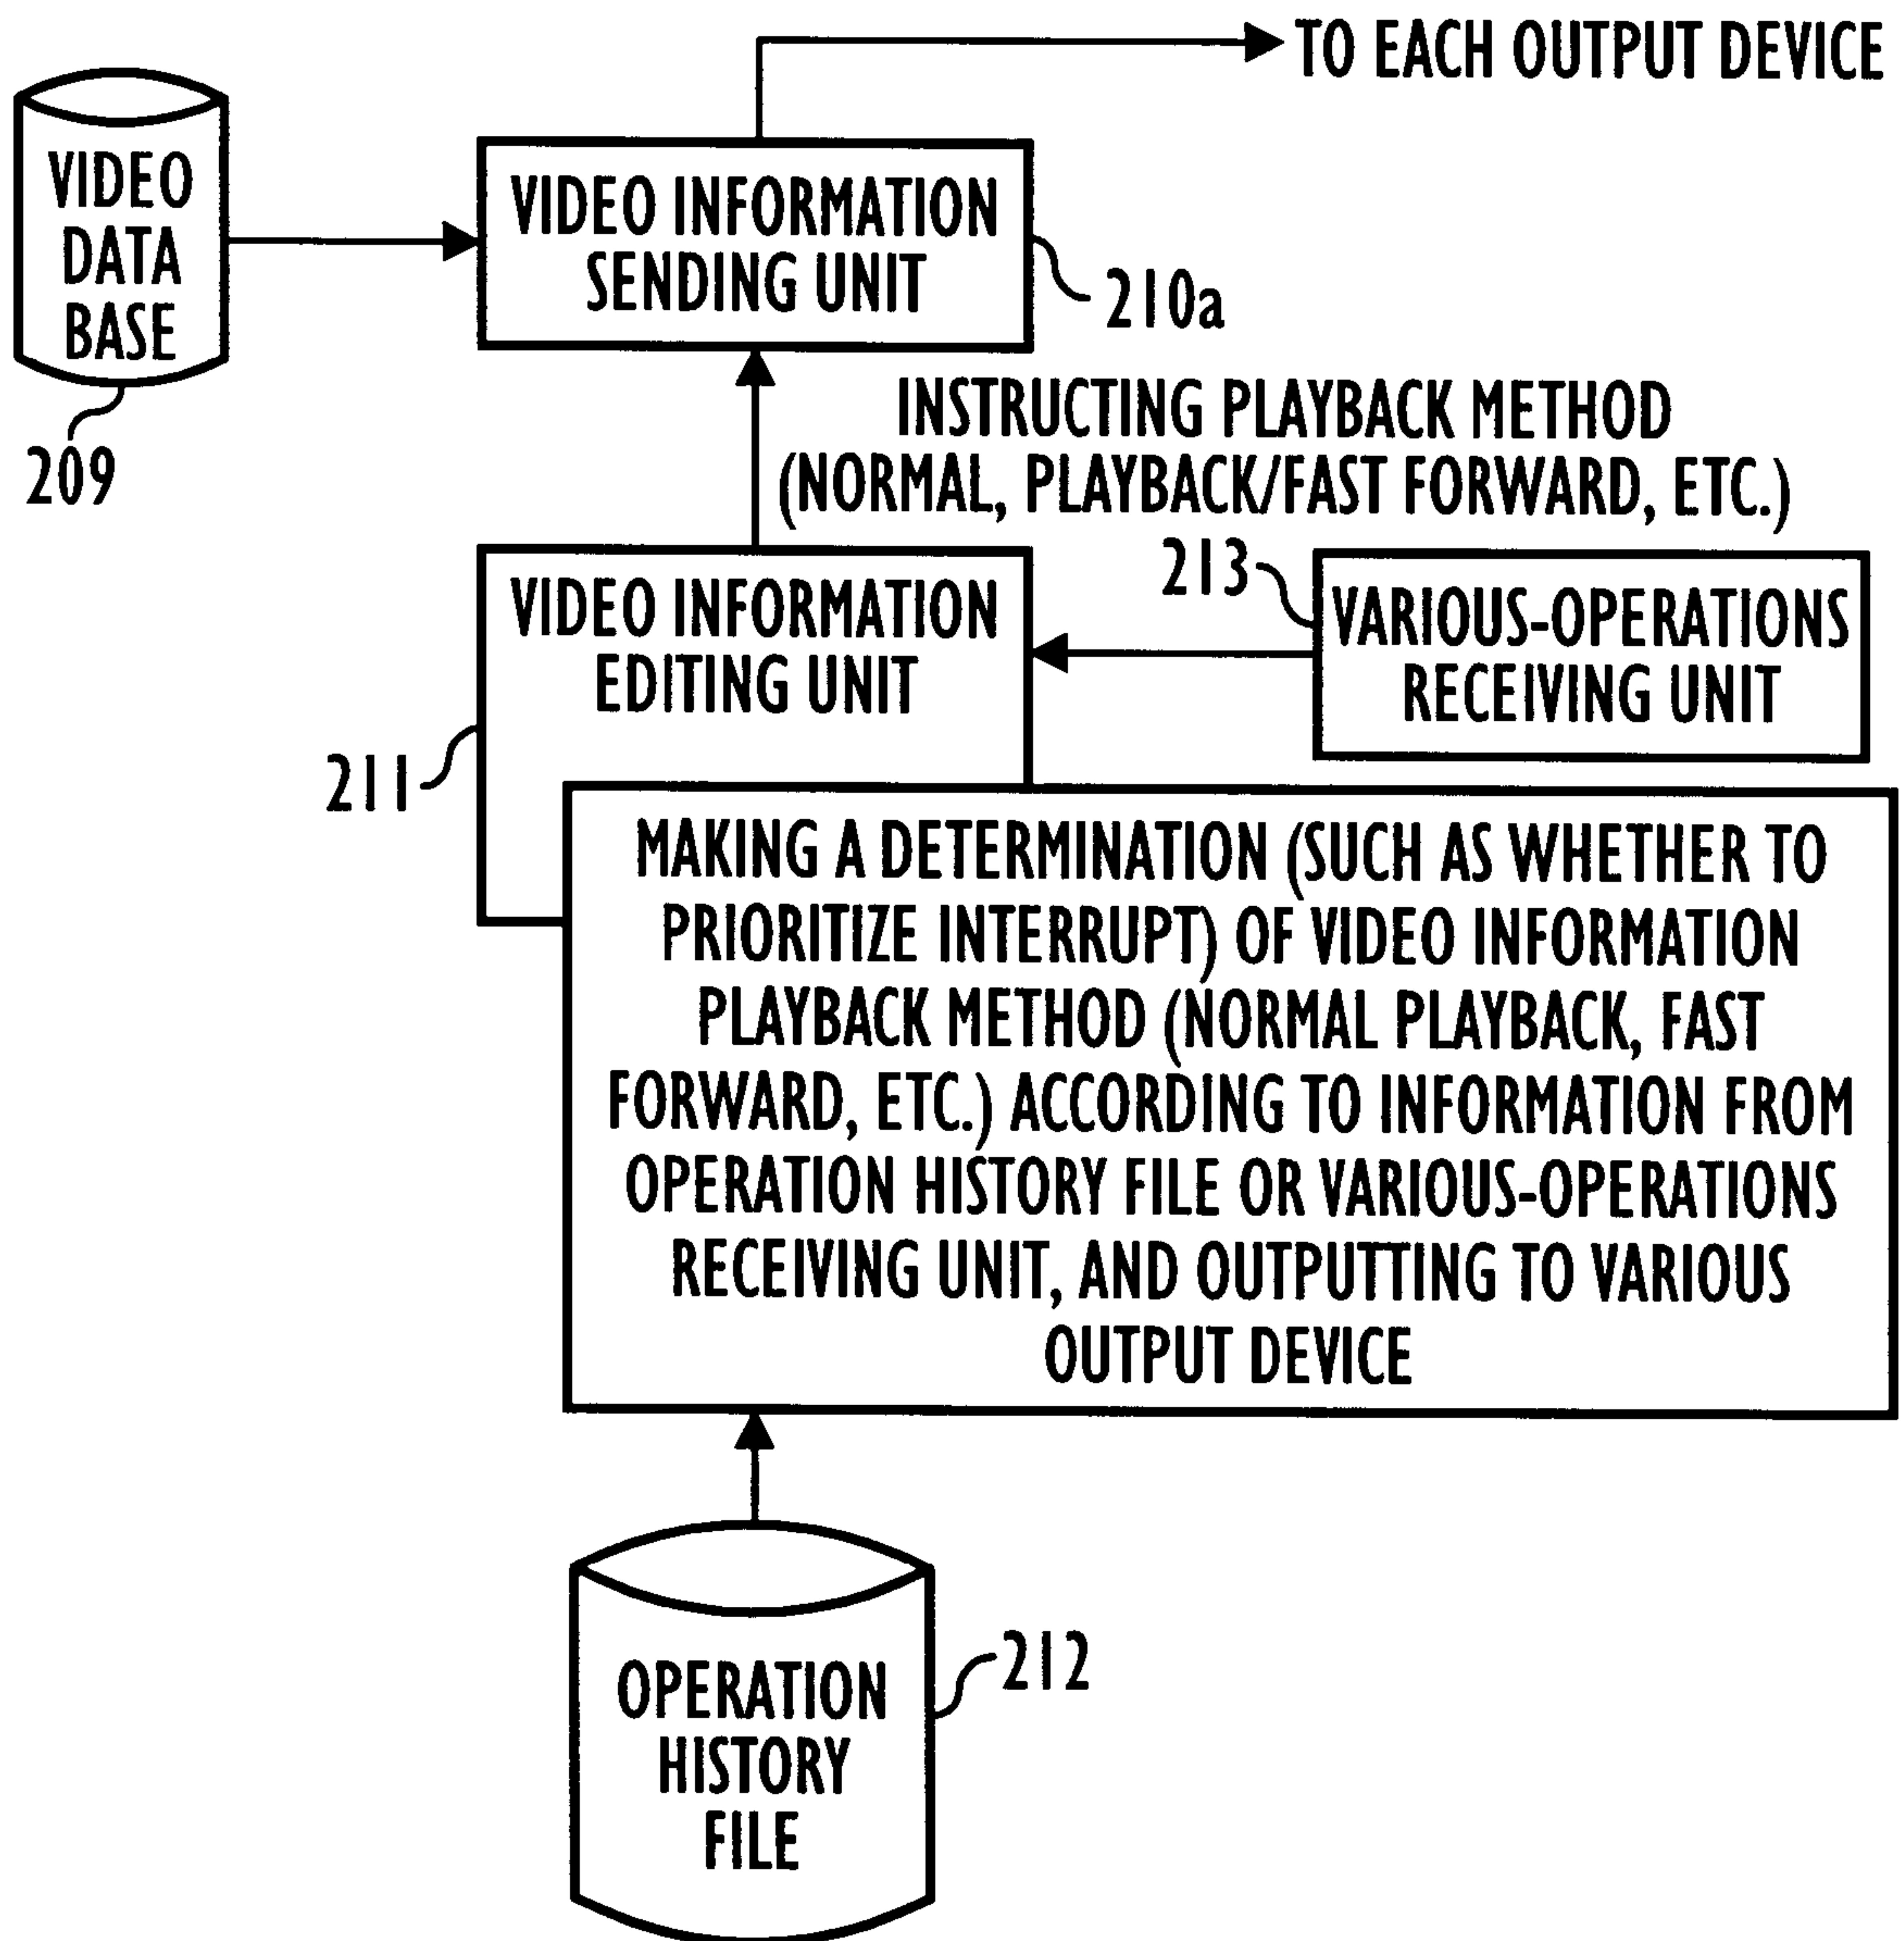 TO EACH OUTPUT DEVICE
VIDEO
DATA
BASE
209
VIDEO INFORMATION
SENDING UNIT
210a
INSTRUCTING PLAYBACK METHOD
(NORMAL, PLAYBACK/FAST FORWARD, ETC.)
VIDEO INFORMATION
EDITING UNIT
211
213
VARIOUS-OPERATIONS
RECEIVING UNIT
MAKING A DETERMINATION (SUCH AS WHETHER TO
PRIORITIZE INTERRUPT) OF VIDEO INFORMATION
PLAYBACK METHOD (NORMAL PLAYBACK, FAST
FORWARD, ETC.) ACCORDING TO INFORMATION FROM
OPERATION HISTORY FILE OR VARIOUS-OPERATIONS
RECEIVING UNIT, AND OUTPUTTING TO VARIOUS
OUTPUT DEVICE
OPERATION
HISTORY
FILE
212